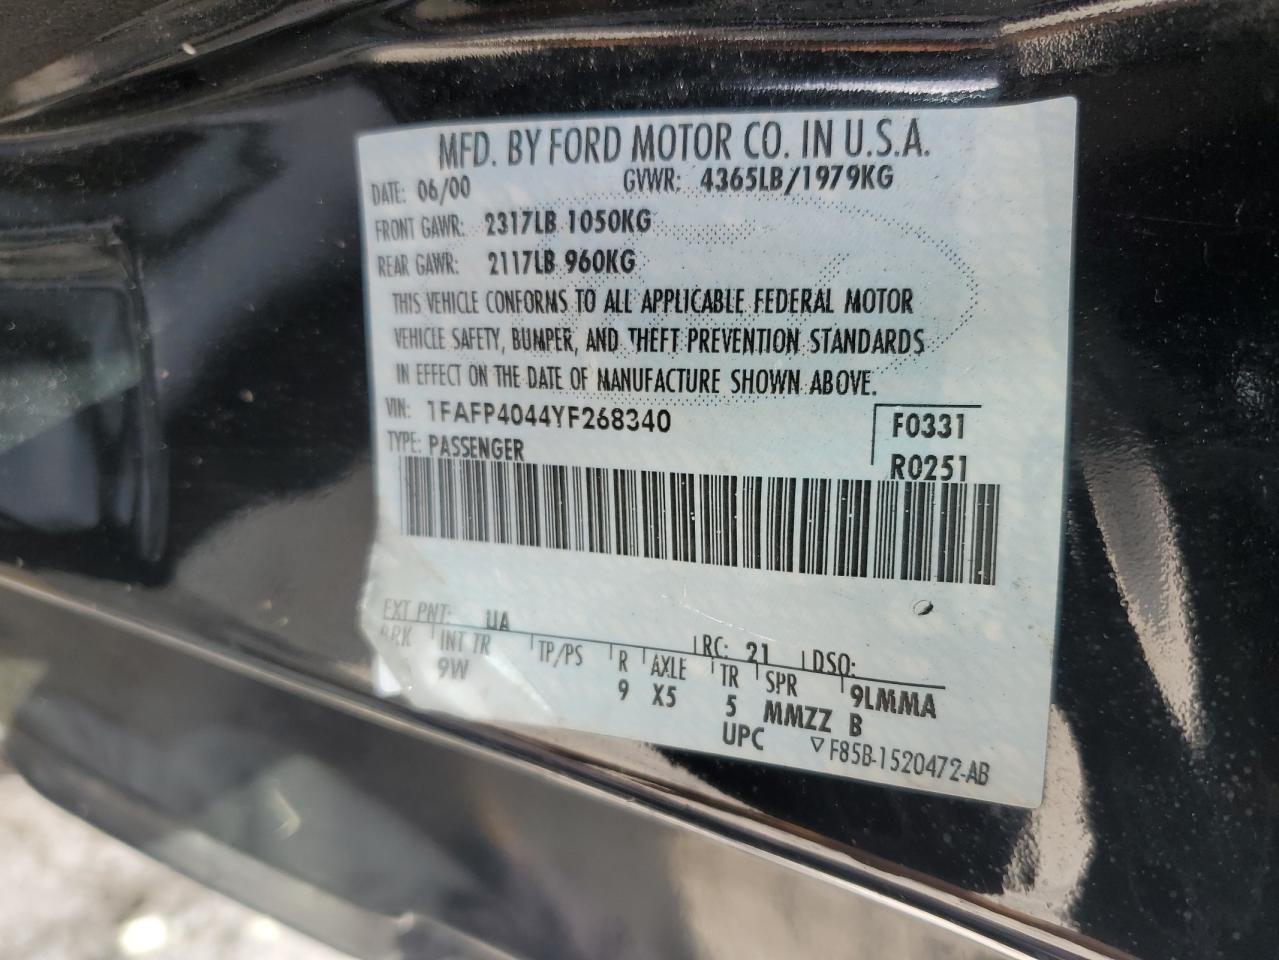 MFD. BY FORD MOTOR CO. IN U.S.A.
DATE: 06/00 GVWR: 4365LB/1979KG
FRONT GAWR: 2317LB 1050KG
REAR GAWR: 2117LB 960KG
THIS VEHICLE CONFORMS TO ALL APPLICABLE FEDERAL MOTOR
VEHICLE SAFETY, BUMPER, AND THEFT PREVENTION STANDARDS
IN EFFECT ON THE DATE OF MANUFACTURE SHOWN ABOVE.
VIN: 1FAFP4044YF268340 F0331
TYPE: PASSENGER R0251
EXT PNT: UA RC: 21 DSO:
BRK INT TR TP/PS R AXLE TR SPR 9LMMA
9W 9 X5 5 MMZZ B
UPC ▽F85B-1520472-AB